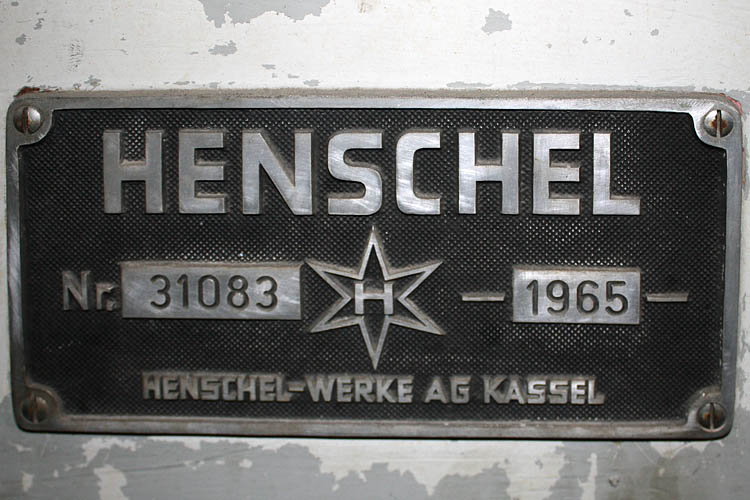 HENSCHEL
Nr. 31083 H — 1965 —
HENSCHEL-WERKE AG KASSEL